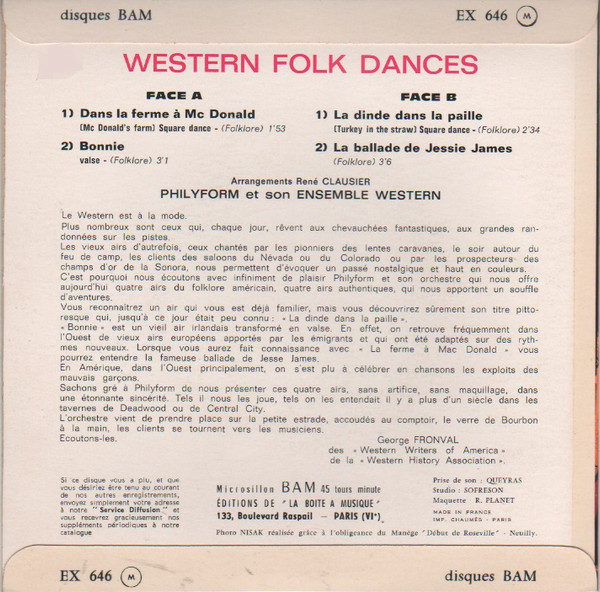 disques BAM
EX 646 M
WESTERN FOLK DANCES
FACE A
1) Dans la ferme à Mc Donald
(Mc Donald's farm) Square dance - (Folklore) 1'53
2) Bonnie
valse - (Folklore) 3'1
FACE B
1) La dinde dans la paille
(Turkey in the straw) Square dance - (Folklore) 2'34
2) La ballade de Jessie James
(Folklore) 3'6
Arrangements René CLAUSIER
PHILYFORM et son ENSEMBLE WESTERN
Le Western est à la mode.
Plus nombreux sont ceux qui, chaque jour, rêvent aux chevauchées fantastiques, aux grandes ran-
données sur les pistes.
Les vieux airs d'autrefois, ceux chantés par les pionniers des lentes caravanes, le soir autour du
feu de camp, les clients des saloons du Névada ou du Colorado ou par les prospecteurs des
champs d'or de la Sonora, nous permettent d'évoquer un passé nostalgique et haut en couleurs.
C'est pourquoi nous écoutons avec infiniment de plaisir Philyform et son orchestre qui nous offre
aujourd'hui quatre airs du folklore américain, quatre airs authentiques, qui nous apportent un souffle
d'aventures.
Vous reconnaitrez un air qui vous est déjà familier, mais vous découvrirez sûrement son titre pitto-
resque qui, jusqu'à ce jour était peu connu : « La dinde dans la paille ».
« Bonnie » est un vieil air irlandais transformé en valse. En effet, on retrouve fréquemment dans
l'Ouest de vieux airs européens apportés par les émigrants et qui ont été adaptés sur des ryth-
mes nouveaux. Lorsque vous aurez fait connaissance avec « La ferme à Mac Donald » vous
pourrez entendre la fameuse ballade de Jesse James.
En Amérique, dans l'Ouest principalement, on s'est plu à célébrer en chansons les exploits des
mauvais garçons.
Sachons gré à Philyform de nous présenter ces quatre airs, sans artifice, sans maquillage, dans
une étonnante sincérité. Tels il nous les joue, tels on les entendait il y a plus d'un siècle dans les
tavernes de Deadwood ou de Central City.
L'orchestre vient de prendre place sur la petite estrade, accoudés au comptoir, le verre de Bourbon
à la main, les clients se tournent vers les musiciens.
Ecoutons-les.
George FRONVAL
des « Western Writers of America »
de la « Western History Association ».
Si ce disque vous a plu, et que
vous désiriez être tenu au courant
de nos autres enregistrements,
envoyez simplement votre adresse
à notre "Service Diffusion" et
vous recevrez gracieusement nos
suppléments périodiques à notre
catalogue
Microsillon BAM 45 tours minute
ÉDITIONS DE "LA BOITE A MUSIQUE"
133, Boulevard Raspail — PARIS (VIe)
Photo NISAK réalisée grâce à l'obligeance du Manège "Début de Roseville" - Neuilly.
Prise de son : QUEYRAS
Studio : SOFRESON
Maquette R. PLANET
MADE IN FRANCE
IMP. CHAUMÈS - PARIS
EX 646 M
disques BAM